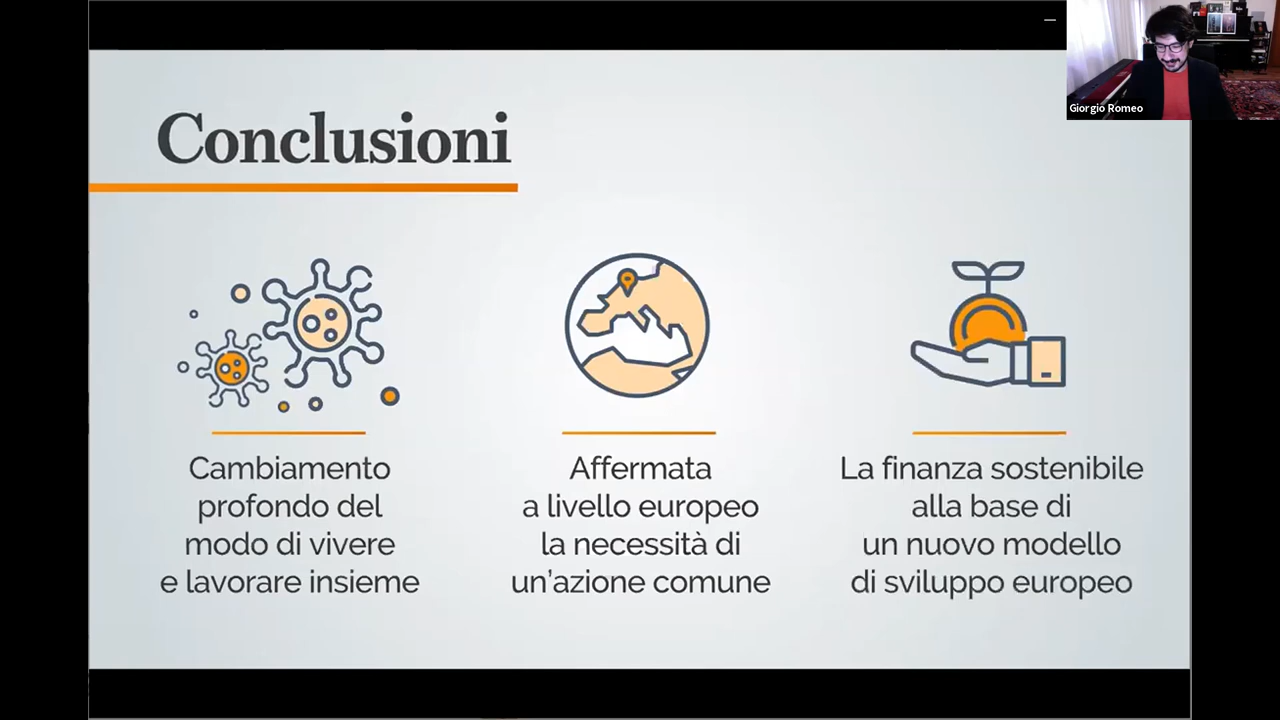 Giorgio Romeo
Conclusioni
Cambiamento
profondo del
modo di vivere
e lavorare insieme
Affermata
a livello europeo
la necessità di
un'azione comune
La finanza sostenibile
alla base di
un nuovo modello
di sviluppo europeo